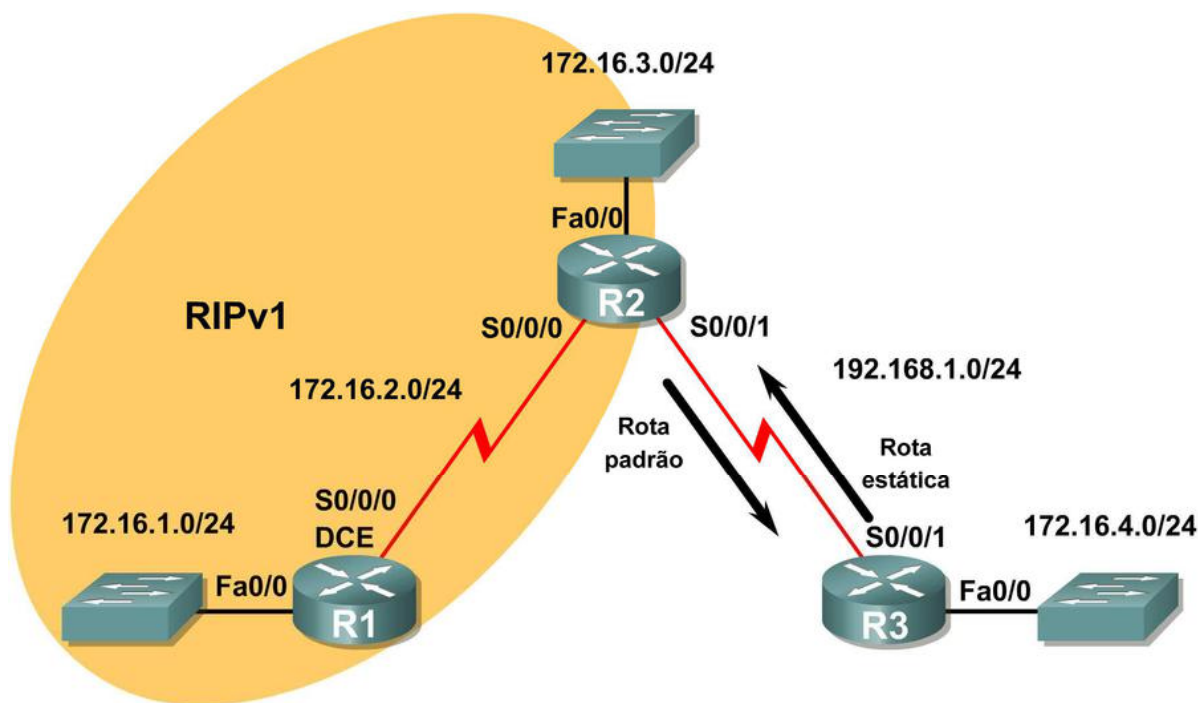 172.16.3.0/24
Fa0/0
R2
RIPv1
S0/0/0
S0/0/1
172.16.2.0/24
192.168.1.0/24
Rota
padrão
Rota
estática
S0/0/0
DCE
172.16.1.0/24
Fa0/0
R1
S0/0/1
172.16.4.0/24
Fa0/0
R3